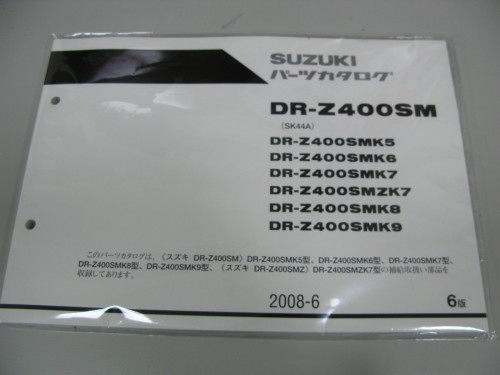 SUZUKI
パーツカタログ
DR-Z400SM
(SK44A)
DR-Z400SMK5
DR-Z400SMK6
DR-Z400SMK7
DR-Z400SMZK7
DR-Z400SMK8
DR-Z400SMK9
このパーツカタログは、(スズキ DR-Z400SM) DR-Z400SMK5型、DR-Z400SMK6型、DR-Z400SMK7型、
DR-Z400SMK8型、DR-Z400SMK9型、(スズキ DR-Z400SMZ) DR-Z400SMZK7型の補給取扱い部品を
収録してあります。
2008-6
6版